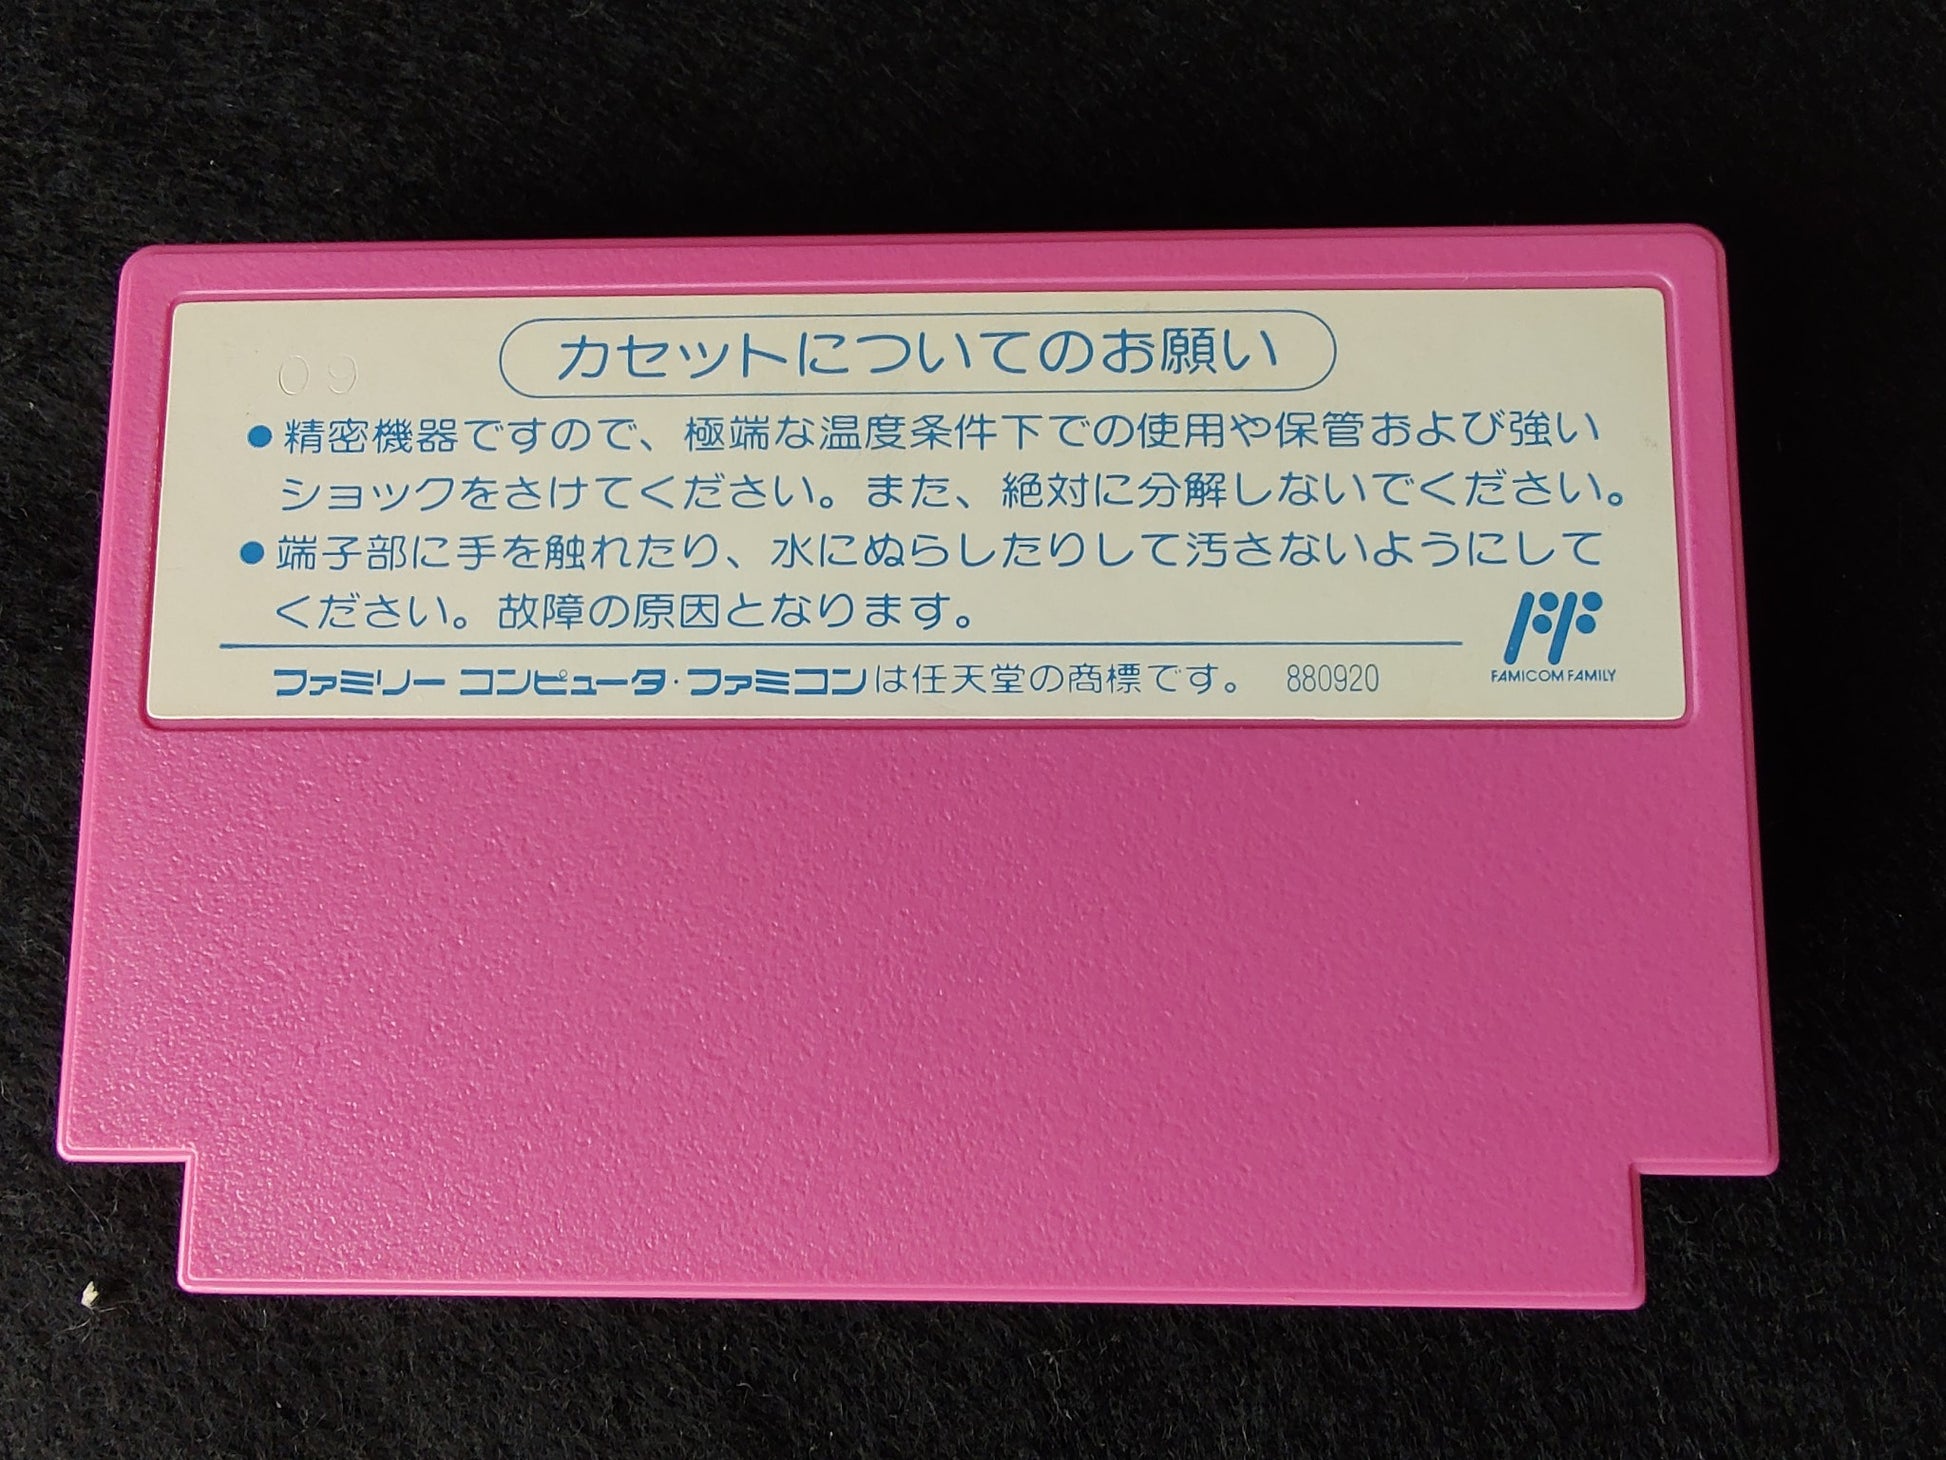 カセットについてのお願い
09
●精密機器ですので、極端な温度条件下での使用や保管および強い
ショックをさけてください。また、絶対に分解しないでください。
●端子部に手を触れたり、水にぬらしたりして汚さないようにして
ください。故障の原因となります。
ファミリーコンピュータ・ファミコンは任天堂の商標です。 880920
FAMICOM FAMILY